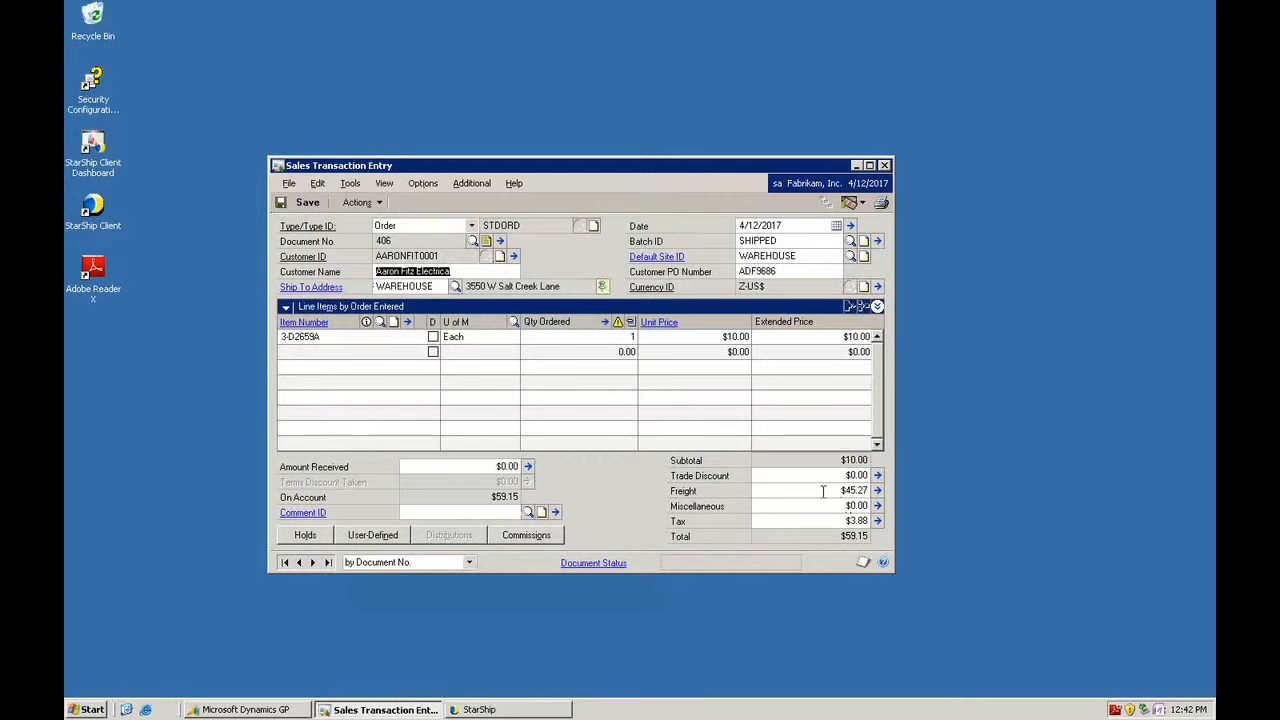 Recycle Bin
Security
Configurati...
StarShip Client
Dashboard
StarShip Client
Adobe Reader
X
Sales Transaction Entry
File Edit Tools View Options Additional Help sa Fabrikam, Inc. 4/12/2017
Save Actions
Type/Type ID: Order STDORD Date 4/12/2017
Document No. 406 Batch ID SHIPPED
Customer ID AARONFIT0001 Default Site ID WAREHOUSE
Customer Name Aaron Fitz Electrica Customer PO Number ADF9686
Ship To Address WAREHOUSE 3550 W Salt Creek Lane Currency ID Z-US$
Line Items by Order Entered
Item Number D U of M Qty Ordered Unit Price Extended Price
3-D2659A Each 1 $10.00 $10.00
0.00 $0.00 $0.00
Subtotal $10.00
Amount Received $0.00 Trade Discount $0.00
Terms Discount Taken $0.00 Freight $45.27
On Account $59.15 Miscellaneous $0.00
Comment ID Tax $3.88
Holds User-Defined Distributions Commissions Total $59.15
by Document No. Document Status
Start Microsoft Dynamics GP Sales Transaction Ent... StarShip 12:42 PM